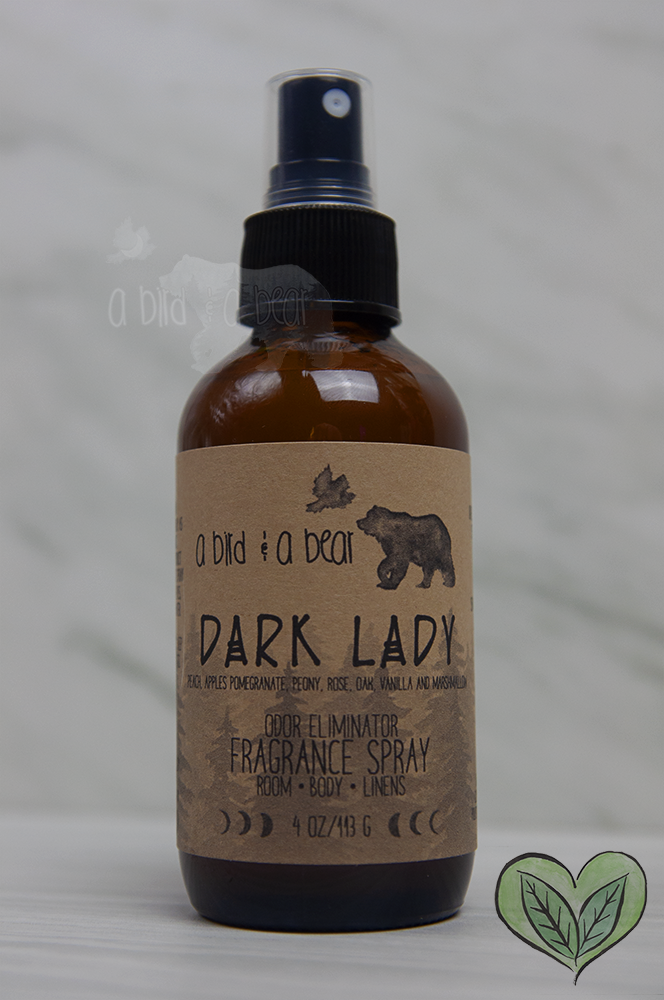 a bird & a bear
a bird & a bear
DARK LADY
PEACH, APPLES POMEGRANATE, PEONY, ROSE, OAK, VANILLA AND MARSHMALLOW
ODOR ELIMINATOR
FRAGRANCE SPRAY
ROOM • BODY • LINENS
4 OZ/113 G